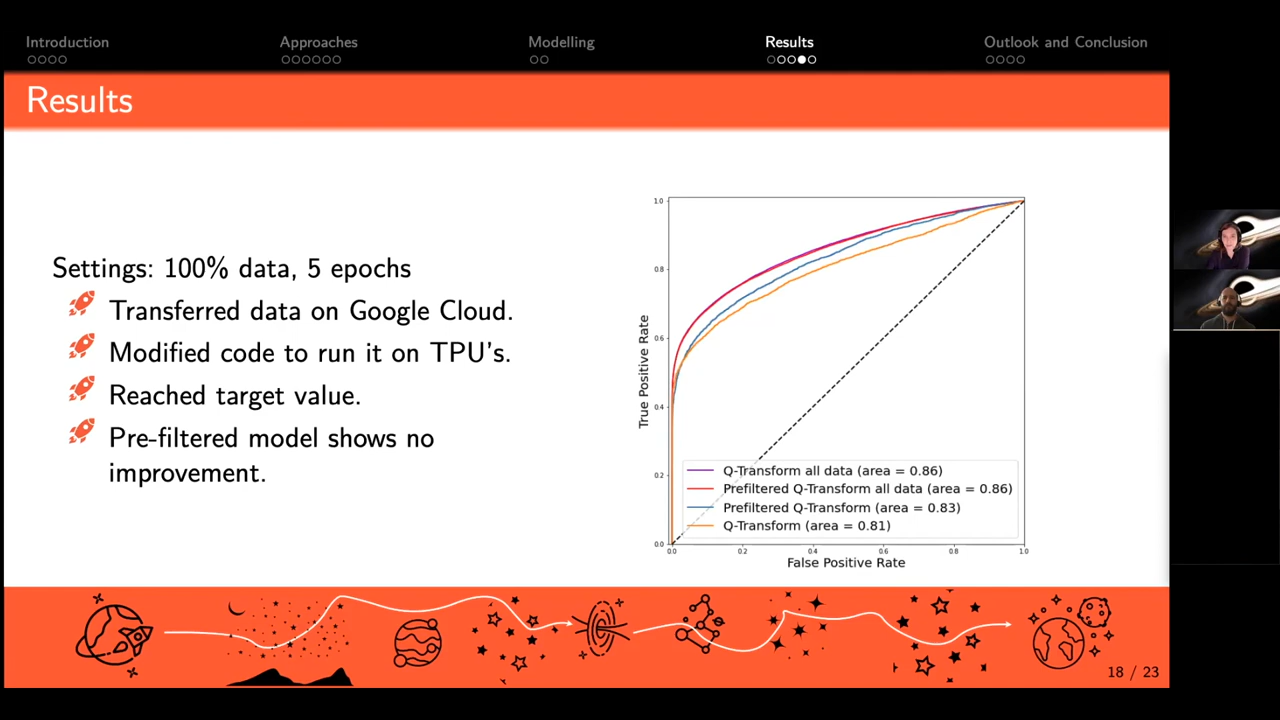 Introduction
Approaches
Modelling
Results
Outlook and Conclusion
Results
Settings: 100% data, 5 epochs
Transferred data on Google Cloud.
Modified code to run it on TPU's.
Reached target value.
Pre-filtered model shows no
improvement.
1.0
0.8
0.6
0.4
0.2
0.0
True Positive Rate
Q-Transform all data (area = 0.86)
Prefiltered Q-Transform all data (area = 0.86)
Prefiltered Q-Transform (area = 0.83)
Q-Transform (area = 0.81)
0.0 0.2 0.4 0.6 0.8 1.0
False Positive Rate
18 / 23